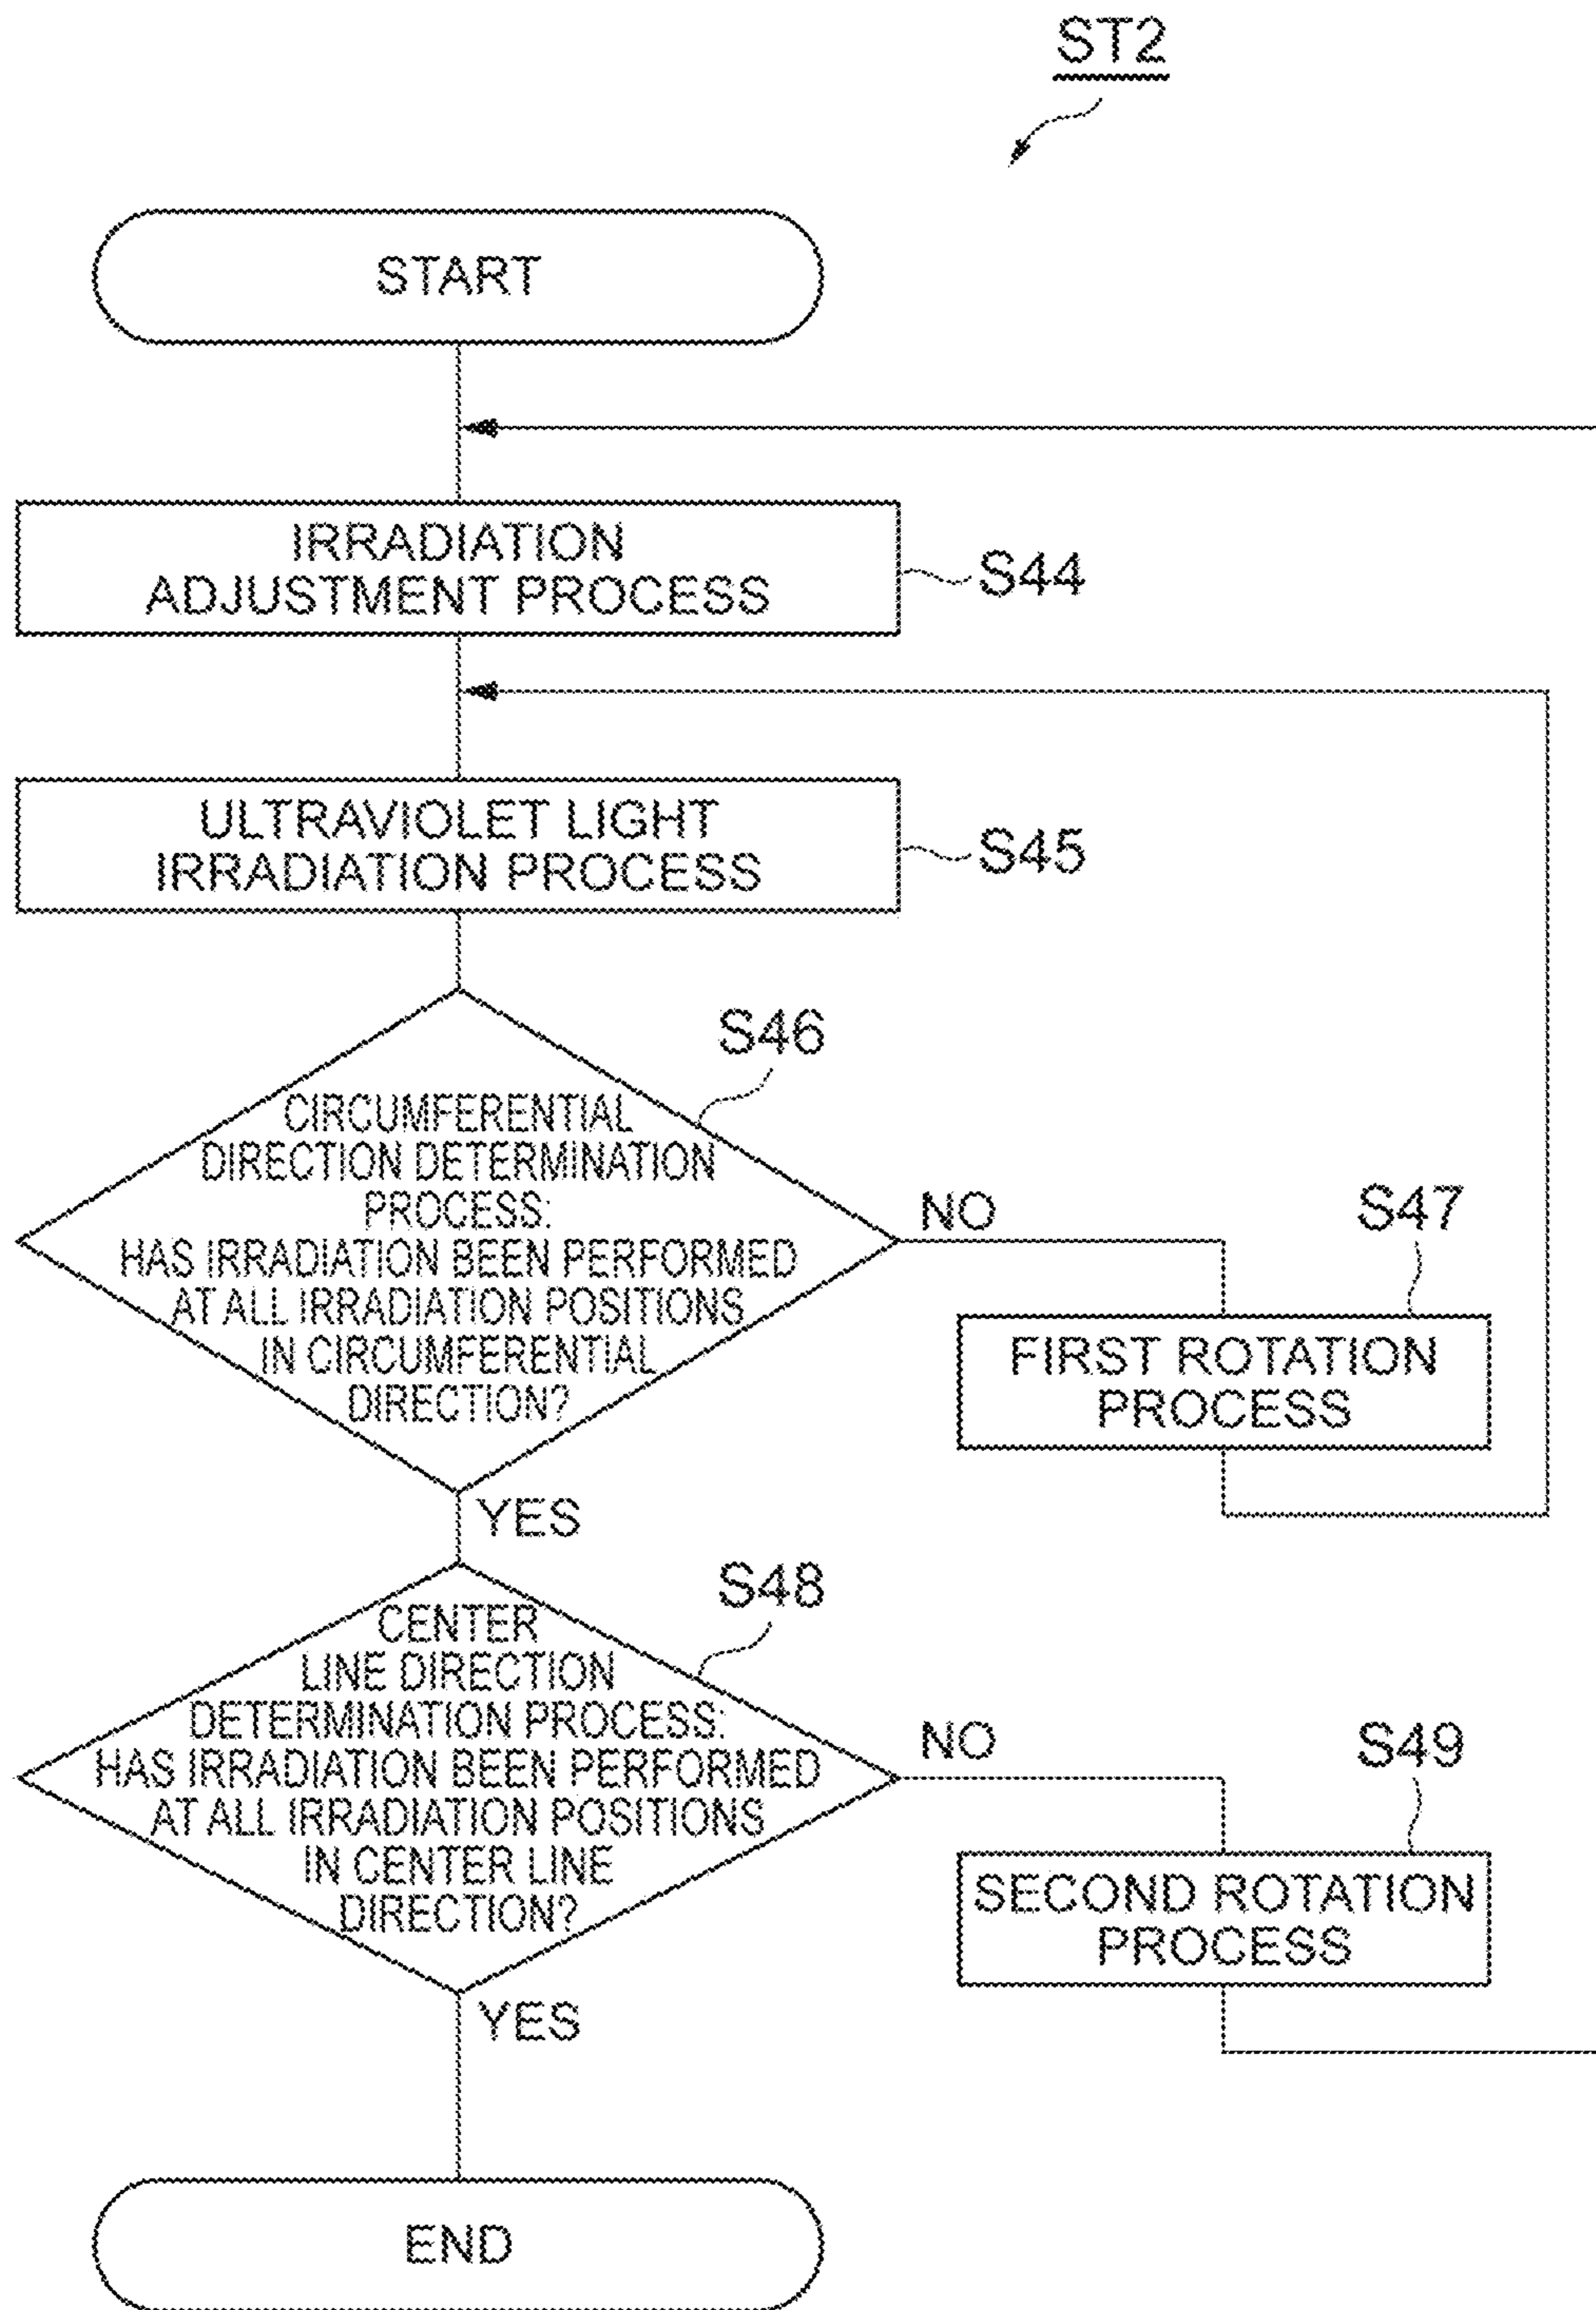 ST2
START
IRRADIATION
ADJUSTMENT PROCESS
S44
ULTRAVIOLET LIGHT
IRRADIATION PROCESS
S45
S46
CIRCUMFERENTIAL
DIRECTION DETERMINATION
PROCESS:
HAS IRRADIATION BEEN PERFORMED
AT ALL IRRADIATION POSITIONS
IN CIRCUMFERENTIAL
DIRECTION?
NO
S47
FIRST ROTATION
PROCESS
YES
S48
CENTER
LINE DIRECTION
DETERMINATION PROCESS:
HAS IRRADIATION BEEN PERFORMED
AT ALL IRRADIATION POSITIONS
IN CENTER LINE
DIRECTION?
NO
S49
SECOND ROTATION
PROCESS
YES
END